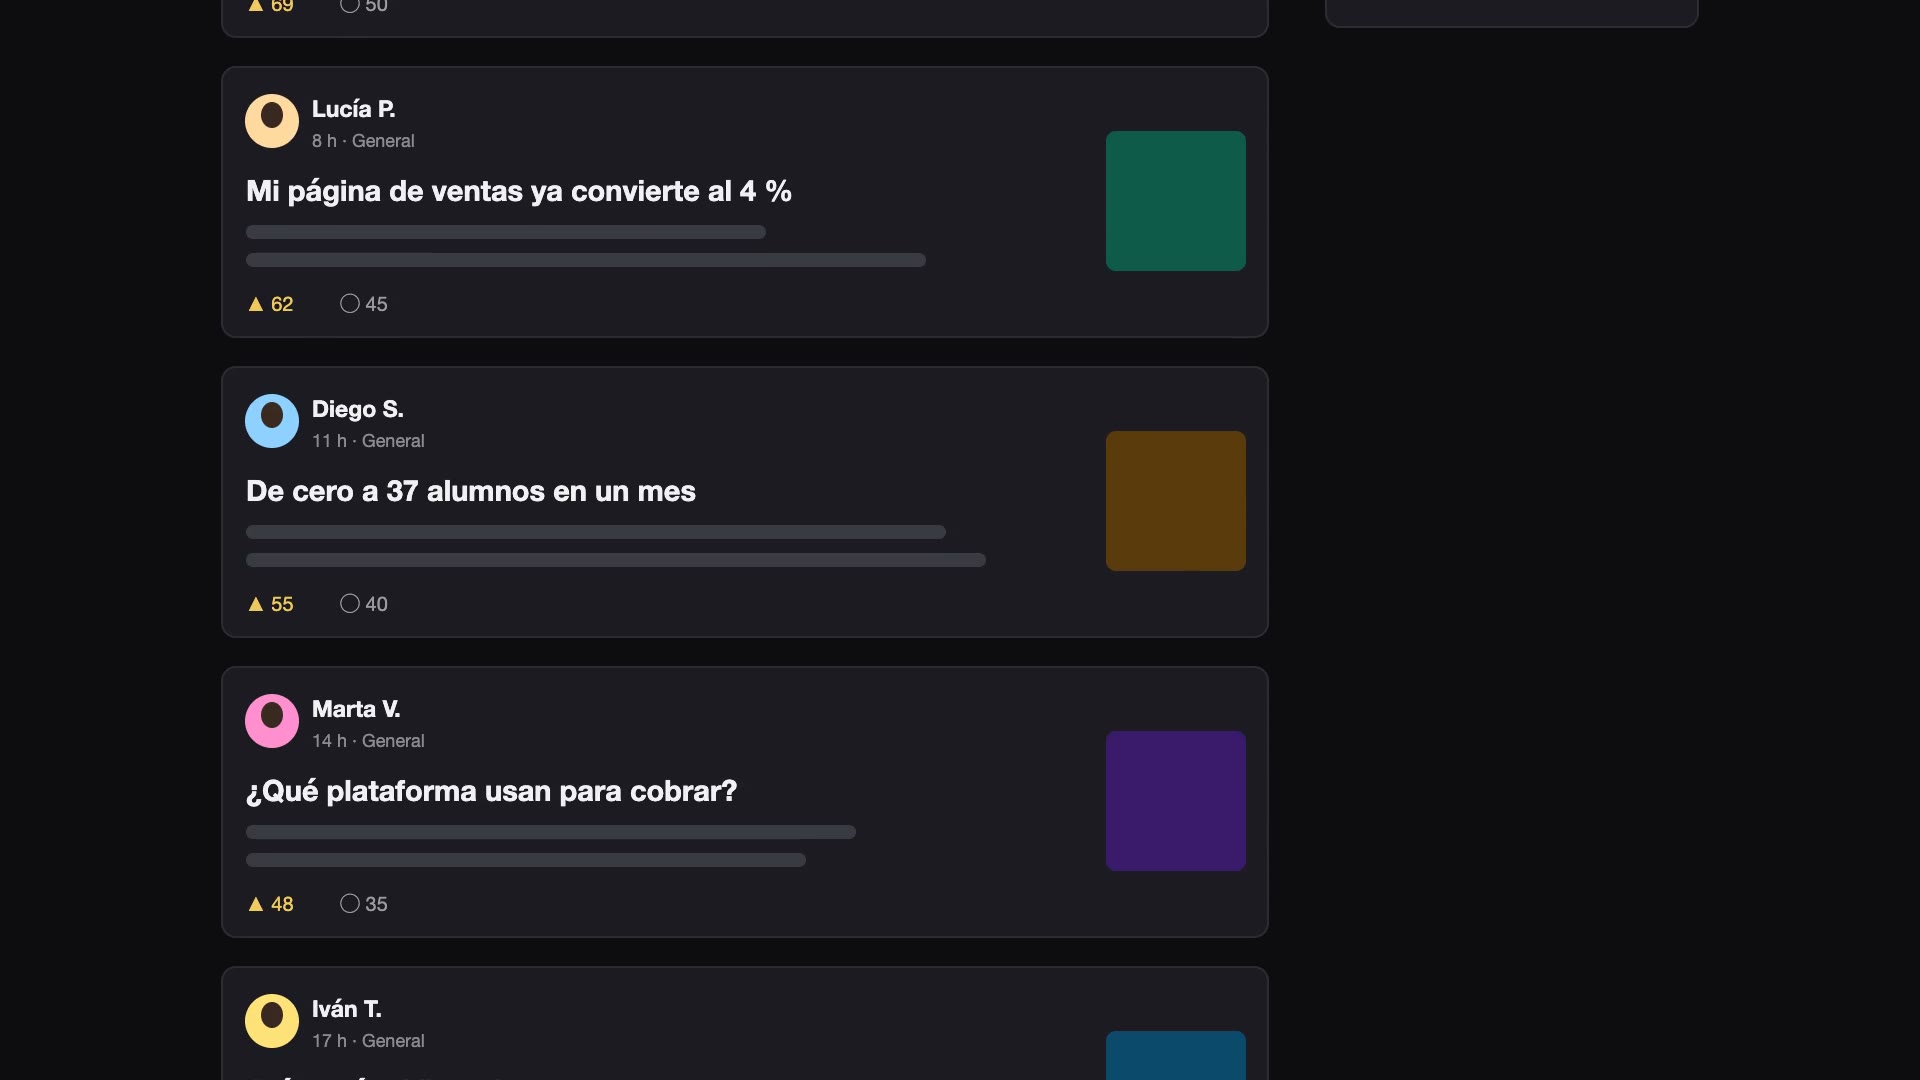 ▲ 69 ◯ 50
Lucía P.
8 h · General
Mi página de ventas ya convierte al 4 %
▲ 62 ◯ 45
Diego S.
11 h · General
De cero a 37 alumnos en un mes
▲ 55 ◯ 40
Marta V.
14 h · General
¿Qué plataforma usan para cobrar?
▲ 48 ◯ 35
Iván T.
17 h · General